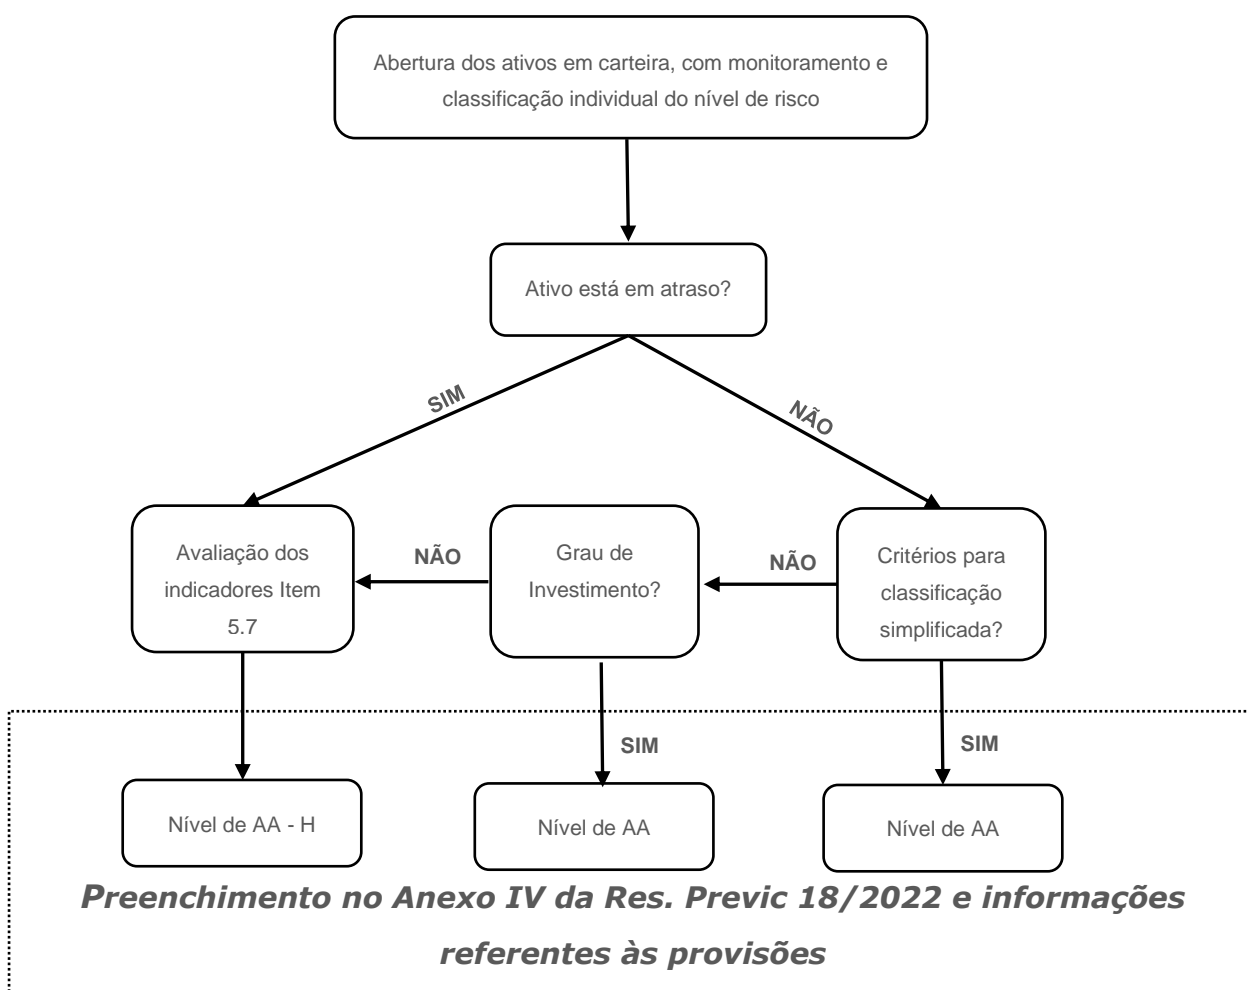 Abertura dos ativos em carteira, com monitoramento e
classificação individual do nível de risco
Ativo está em atraso?
SIM
NÃO
Avaliação dos
indicadores Item
5.7
NÃO
Grau de
Investimento?
NÃO
Critérios para
classificação
simplificada?
SIM
SIM
Nível de AA - H
Nível de AA
Nível de AA
Preenchimento no Anexo IV da Res. Previc 18/2022 e informações
referentes às provisões